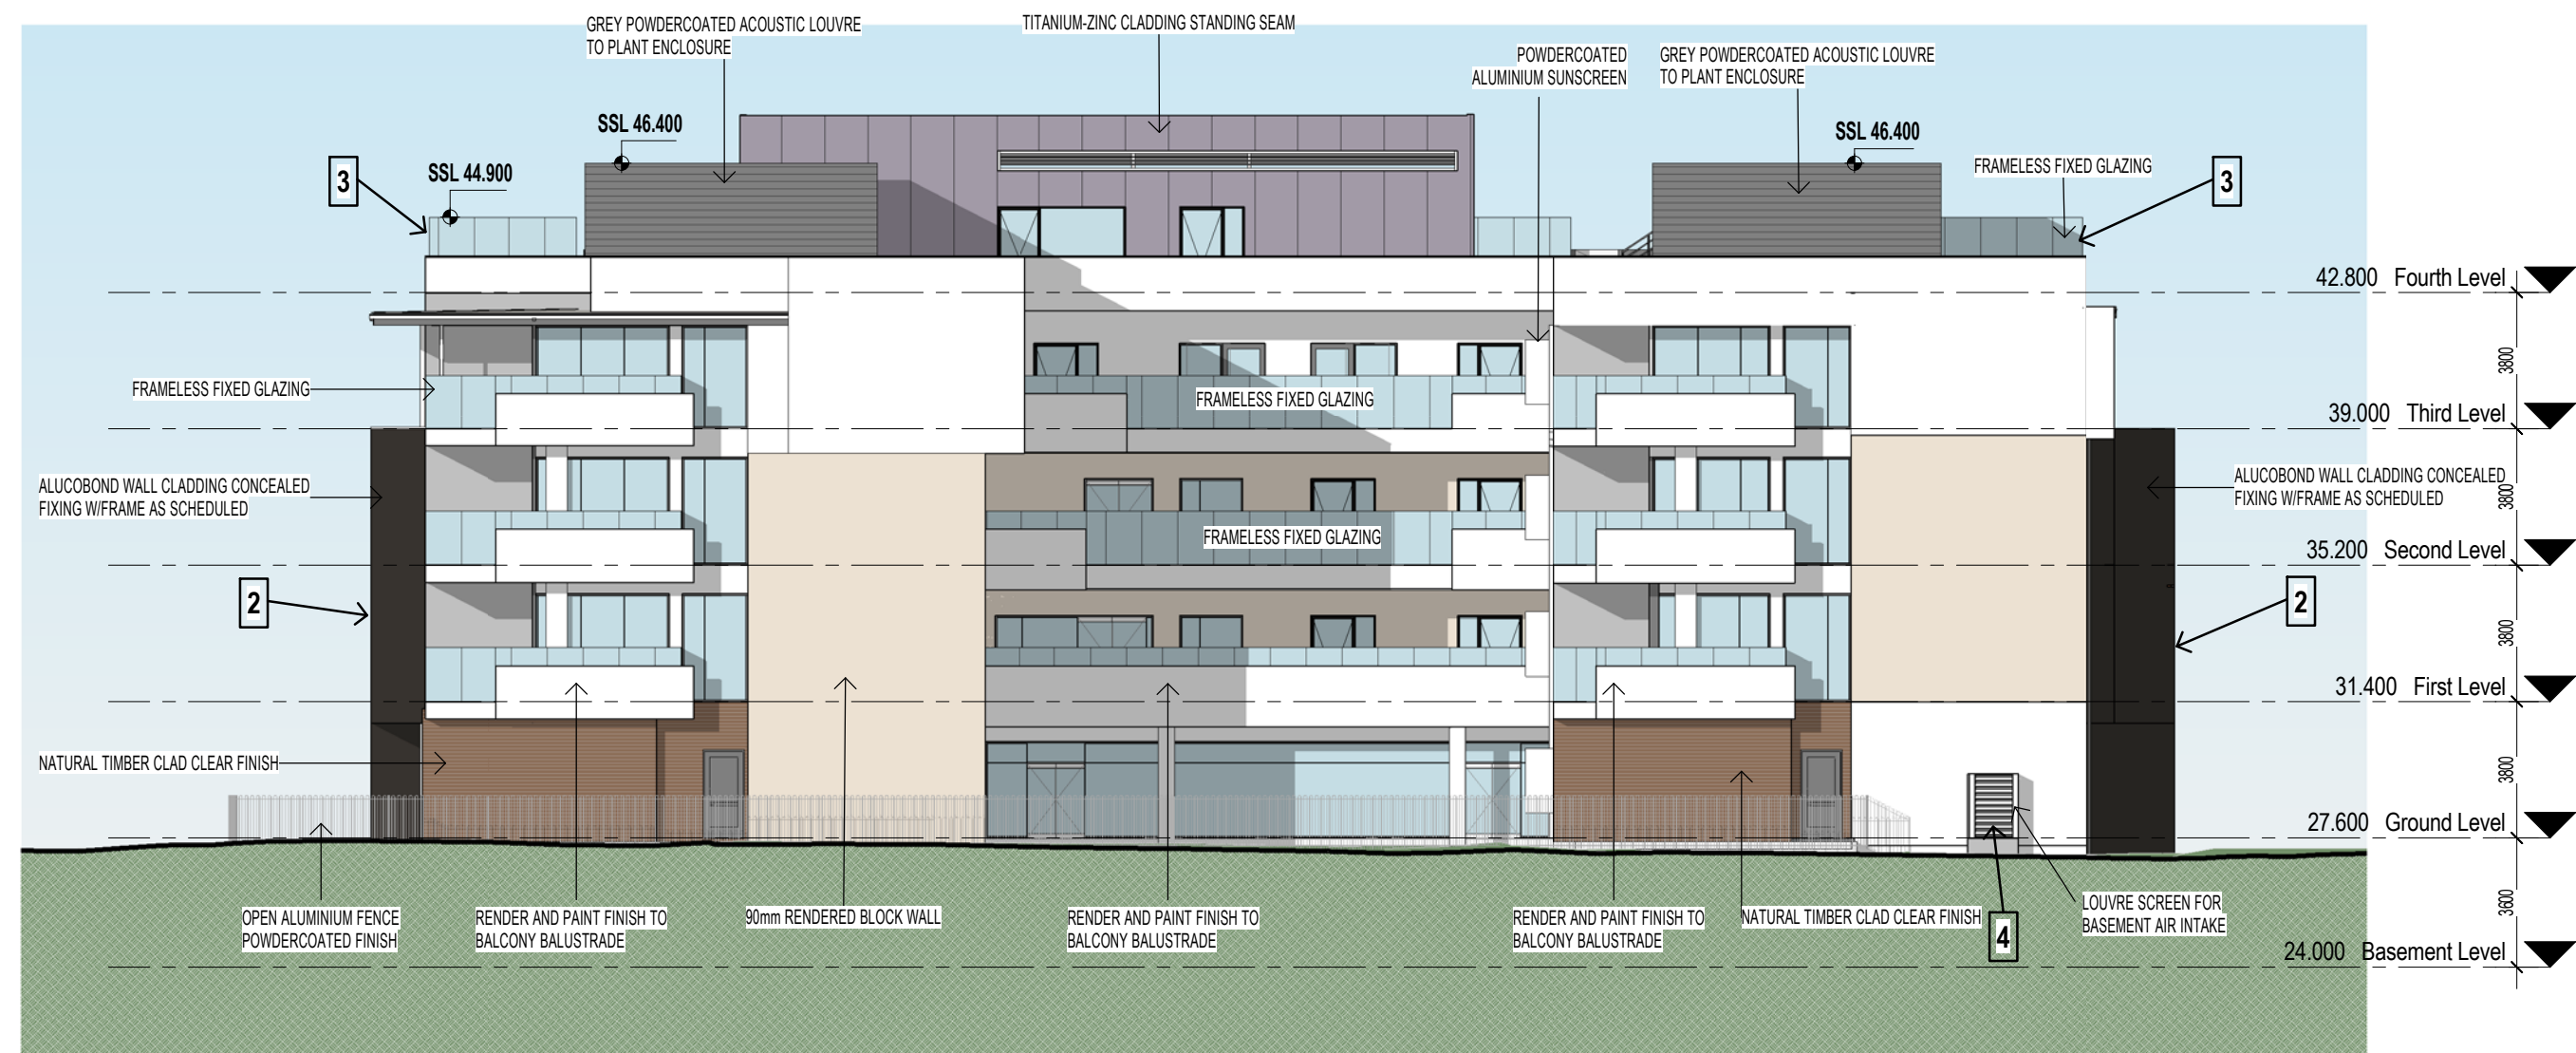 GREY POWDERCOATED ACOUSTIC LOUVRE
TO PLANT ENCLOSURE
TITANIUM-ZINC CLADDING STANDING SEAM
POWDERCOATED
ALUMINIUM SUNSCREEN
GREY POWDERCOATED ACOUSTIC LOUVRE
TO PLANT ENCLOSURE
SSL 46.400
SSL 46.400
SSL 44.900
3
FRAMELESS FIXED GLAZING
3
42.800 Fourth Level
3800
FRAMELESS FIXED GLAZING
FRAMELESS FIXED GLAZING
39.000 Third Level
ALUCOBOND WALL CLADDING CONCEALED
FIXING W/FRAME AS SCHEDULED
ALUCOBOND WALL CLADDING CONCEALED
FIXING W/FRAME AS SCHEDULED
3800
FRAMELESS FIXED GLAZING
35.200 Second Level
2
2
3800
31.400 First Level
NATURAL TIMBER CLAD CLEAR FINISH
3800
27.600 Ground Level
OPEN ALUMINIUM FENCE
POWDERCOATED FINISH
RENDER AND PAINT FINISH TO
BALCONY BALUSTRADE
90mm RENDERED BLOCK WALL
RENDER AND PAINT FINISH TO
BALCONY BALUSTRADE
RENDER AND PAINT FINISH TO
BALCONY BALUSTRADE
NATURAL TIMBER CLAD CLEAR FINISH
4
LOUVRE SCREEN FOR
BASEMENT AIR INTAKE
3600
24.000 Basement Level